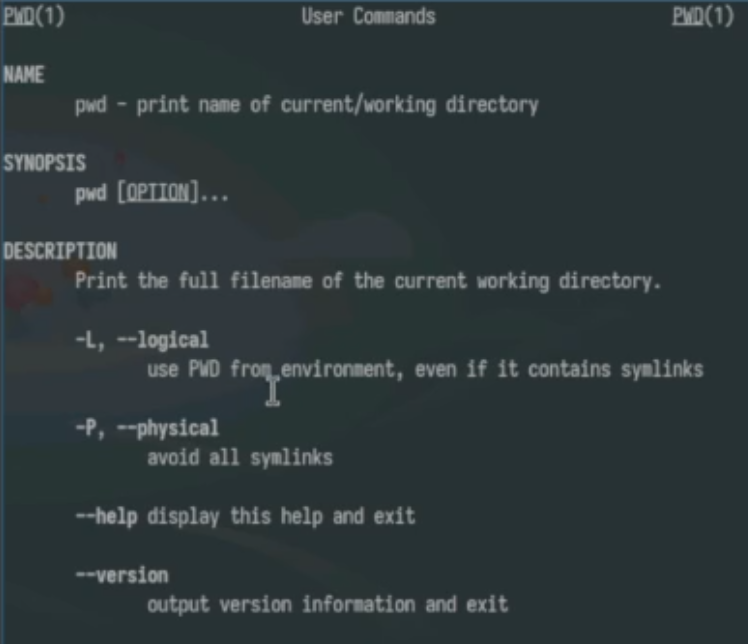 PWD(1) User Commands PWD(1)
NAME
pwd - print name of current/working directory
SYNOPSIS
pwd [OPTION]...
DESCRIPTION
Print the full filename of the current working directory.
-L, --logical
use PWD from environment, even if it contains symlinks
-P, --physical
avoid all symlinks
--help display this help and exit
--version
output version information and exit